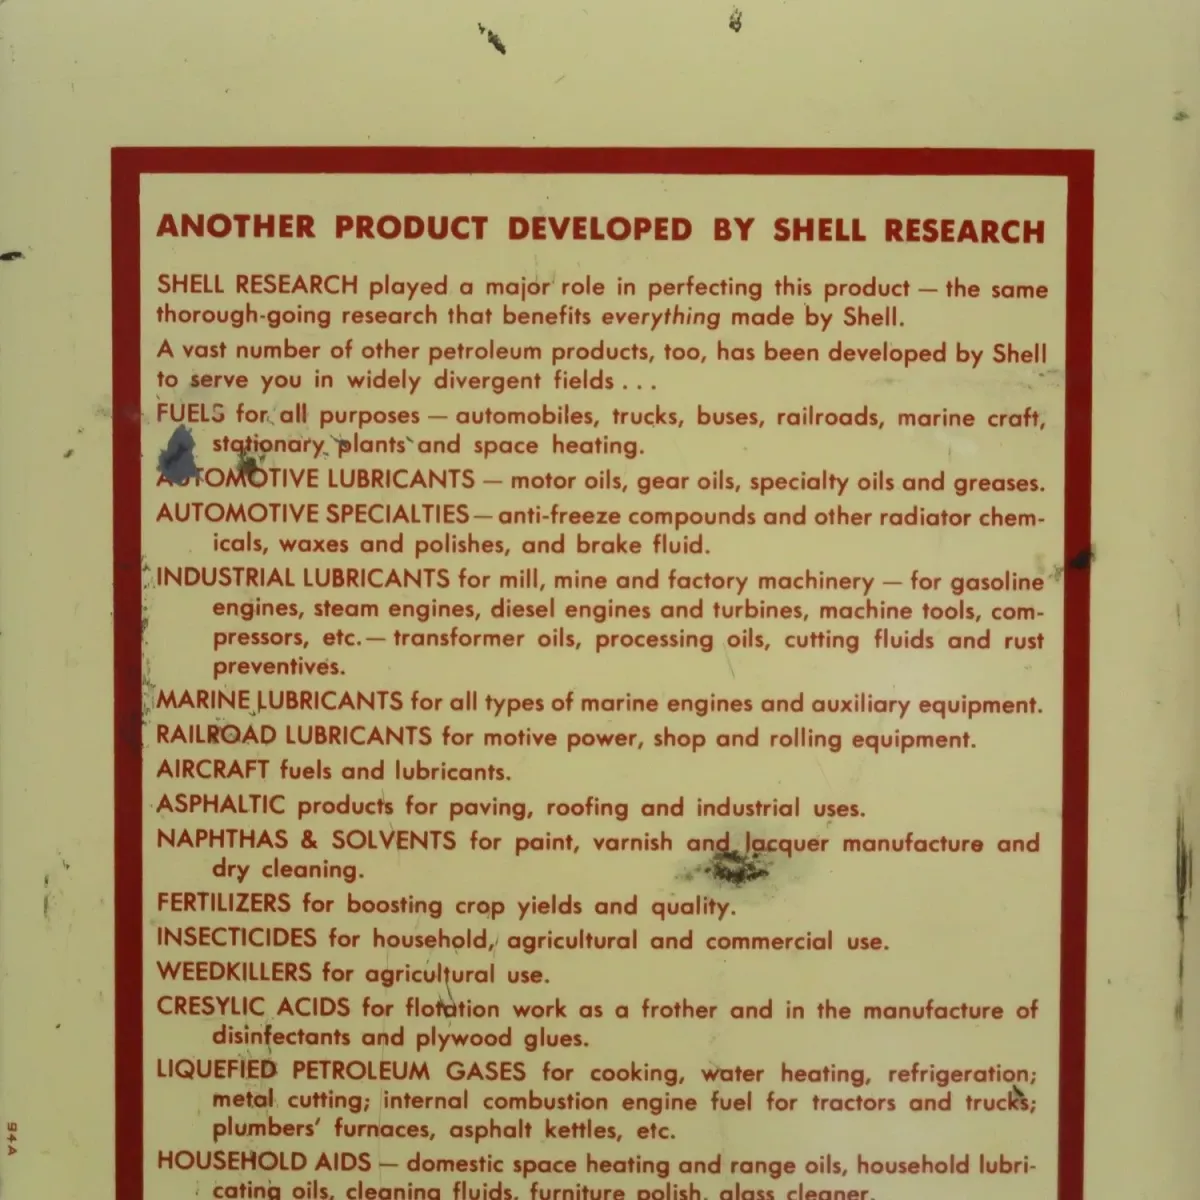 ANOTHER PRODUCT DEVELOPED BY SHELL RESEARCH
SHELL RESEARCH played a major role in perfecting this product — the same
thorough-going research that benefits everything made by Shell.
A vast number of other petroleum products, too, has been developed by Shell
to serve you in widely divergent fields . . .
FUELS for all purposes — automobiles, trucks, buses, railroads, marine craft,
stationary plants and space heating.
AUTOMOTIVE LUBRICANTS — motor oils, gear oils, specialty oils and greases.
AUTOMOTIVE SPECIALTIES — anti-freeze compounds and other radiator chem-
icals, waxes and polishes, and brake fluid.
INDUSTRIAL LUBRICANTS for mill, mine and factory machinery — for gasoline
engines, steam engines, diesel engines and turbines, machine tools, com-
pressors, etc. — transformer oils, processing oils, cutting fluids and rust
preventives.
MARINE LUBRICANTS for all types of marine engines and auxiliary equipment.
RAILROAD LUBRICANTS for motive power, shop and rolling equipment.
AIRCRAFT fuels and lubricants.
ASPHALTIC products for paving, roofing and industrial uses.
NAPHTHAS & SOLVENTS for paint, varnish and lacquer manufacture and
dry cleaning.
FERTILIZERS for boosting crop yields and quality.
INSECTICIDES for household, agricultural and commercial use.
WEEDKILLERS for agricultural use.
CRESYLIC ACIDS for flotation work as a frother and in the manufacture of
disinfectants and plywood glues.
LIQUEFIED PETROLEUM GASES for cooking, water heating, refrigeration;
metal cutting; internal combustion engine fuel for tractors and trucks;
plumbers' furnaces, asphalt kettles, etc.
HOUSEHOLD AIDS — domestic space heating and range oils, household lubri-
cating oils, cleaning fluids, furniture polish, glass cleaner.
94A